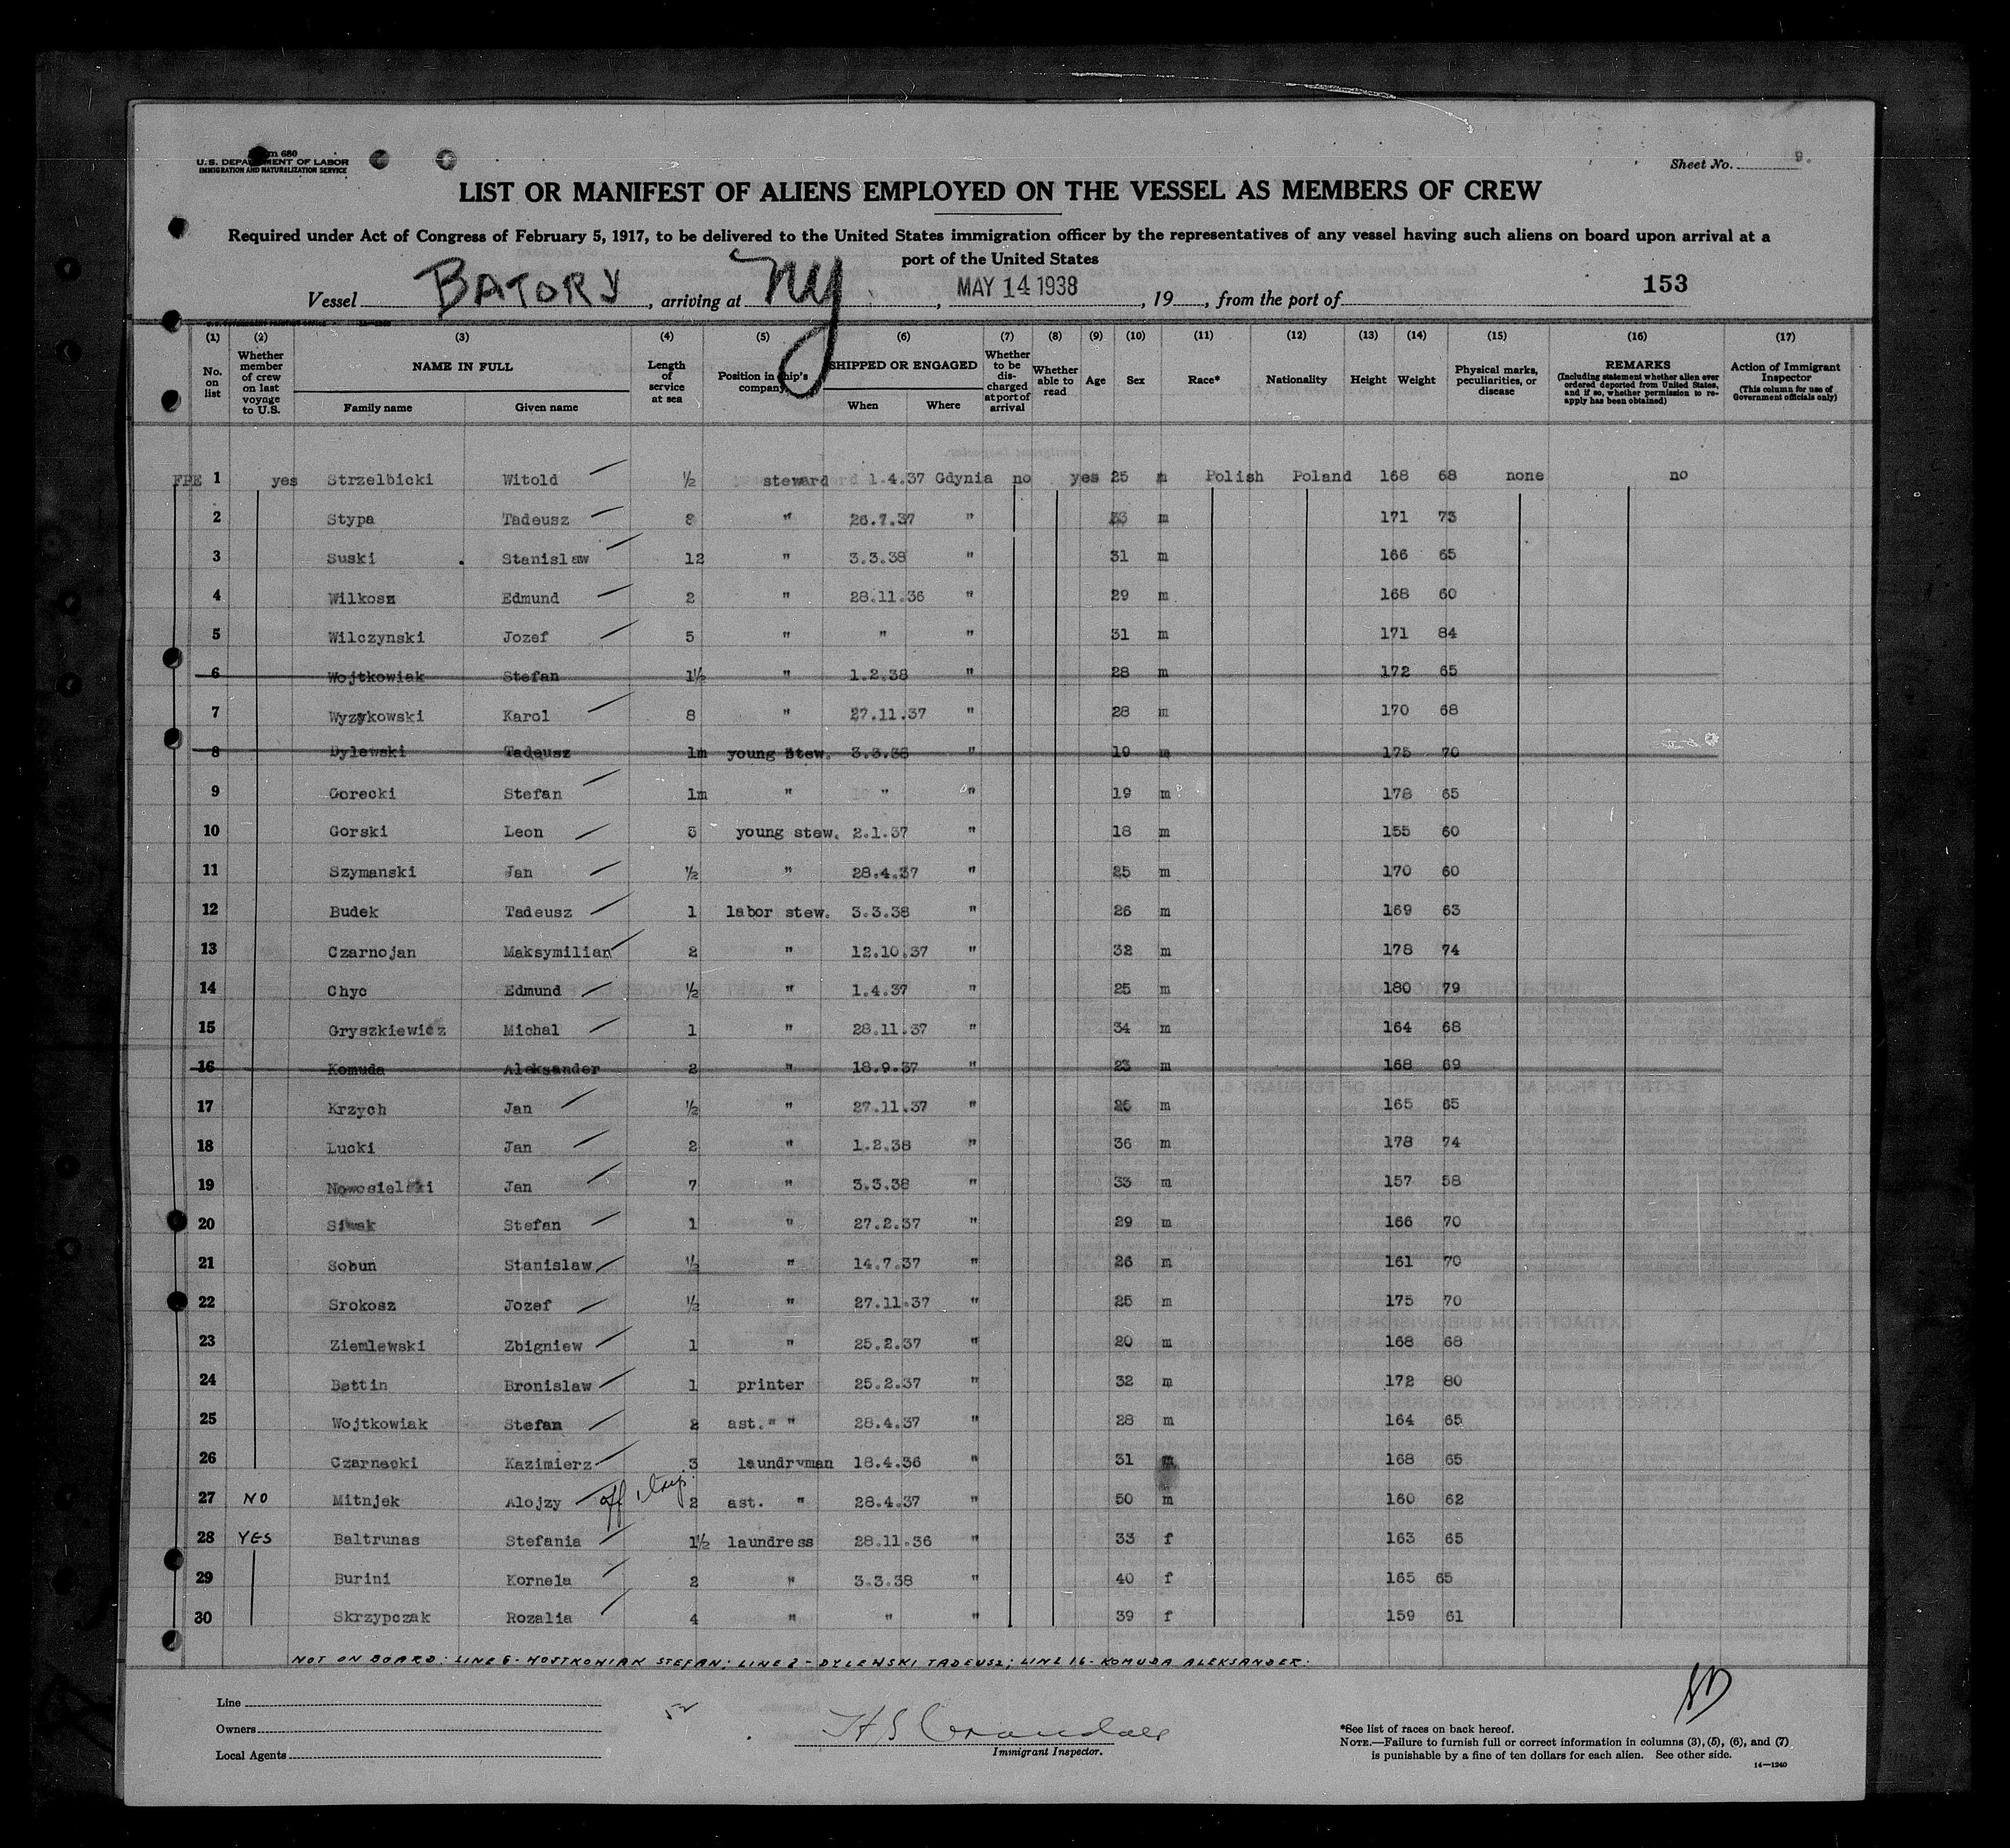 Form 680
U.S. DEPARTMENT OF LABOR
IMMIGRATION AND NATURALIZATION SERVICE
Sheet No. 9.
LIST OR MANIFEST OF ALIENS EMPLOYED ON THE VESSEL AS MEMBERS OF CREW
Required under Act of Congress of February 5, 1917, to be delivered to the United States immigration officer by the representatives of any vessel having such aliens on board upon arrival at a
port of the United States
153
Vessel BATORY, arriving at NY, MAY 14 1938, 19, from the port of
(1) (2) (3) (4) (5) (6) (7) (8) (9) (10) (11) (12) (13) (14) (15) (16) (17)
No. on list
Whether member of crew on last voyage to U.S.
NAME IN FULL
Family name Given name
Length of service at sea
Position in ship's company
SHIPPED OR ENGAGED
When Where
Whether to be discharged at port of arrival
Whether able to read
Age
Sex
Race*
Nationality
Height
Weight
Physical marks, peculiarities, or disease
REMARKS
(Including statement whether alien ever ordered deported from United States, and if so, whether permission to re-apply has been obtained)
Action of Immigrant Inspector
(This column for use of Government officials only)
1 yes Strzelbicki Witold ½ steward 1.4.37 Gdynia no yes 25 m Polish Poland 168 68 none no
2 Stypa Tadeusz 8 " 26.7.37 " 23 m 171 73
3 Suski Stanislaw 12 " 3.3.38 " 31 m 166 65
4 Wilkosz Edmund 2 " 28.11.36 " 29 m 168 60
5 Wilczynski Jozef 5 " " " 31 m 171 84
6 Wojtkowiak Stefan 1½ " 1.2.38 " 28 m 172 65
7 Wyzykowski Karol 8 " 27.11.37 " 28 m 170 68
8 Dylewski Tadeusz 1m young stew. 3.3.38 " 19 m 175 70
9 Gorecki Stefan 1m " " " 19 m 178 65
10 Gorski Leon 3 young stew. 2.1.37 " 18 m 155 60
11 Szymanski Jan ½ " 28.4.37 " 25 m 170 60
12 Budek Tadeusz 1 labor stew. 3.3.38 " 26 m 169 63
13 Czarnojan Maksymilian 2 " 12.10.37 " 32 m 178 74
14 Chyc Edmund ½ " 1.4.37 " 25 m 180 79
15 Gryszkiewicz Michal 1 " 28.11.37 " 34 m 164 68
16 Komuda Aleksander 2 " 18.9.37 " 23 m 168 69
17 Krzych Jan ½ " 27.11.37 " 26 m 165 65
18 Lucki Jan 2 " 1.2.38 " 36 m 178 74
19 Nowosielski Jan 7 " 3.3.38 " 33 m 157 58
20 Siwak Stefan 1 " 27.2.37 " 29 m 166 70
21 Sobun Stanislaw ½ " 14.7.37 " 26 m 161 70
22 Srokosz Jozef ½ " 27.11.37 " 25 m 175 70
23 Ziemlewski Zbigniew 1 " 25.2.37 " 20 m 168 68
24 Bettin Bronislaw 1 printer 25.2.37 " 32 m 172 80
25 Wojtkowiak Stefan 2 ast. " " 28.4.37 " 28 m 164 65
26 Czarnecki Kazimierz 3 laundryman 18.4.36 " 31 m 168 65
27 NO Mitnjek Alojzy off 2 ast. " 28.4.37 " 50 m 160 62
28 YES Baltrunas Stefania 1½ laundress 28.11.36 " 33 f 163 65
29 Burini Kornela 2 " 3.3.38 " 40 f 165 65
30 Skrzypczak Rozalia 4 " " " 39 f 159 61
NOT ON BOARD: LINE 6- WOJTKOWIAK STEFAN; LINE 8 - DYLEWSKI TADEUSZ; LINE 16- KOMUDA ALEKSANDER.
Line
Owners
Local Agents
52
H S Crandall
Immigrant Inspector.
*See list of races on back hereof.
NOTE.—Failure to furnish full or correct information in columns (3), (5), (6), and (7)
is punishable by a fine of ten dollars for each alien. See other side.
14—1240